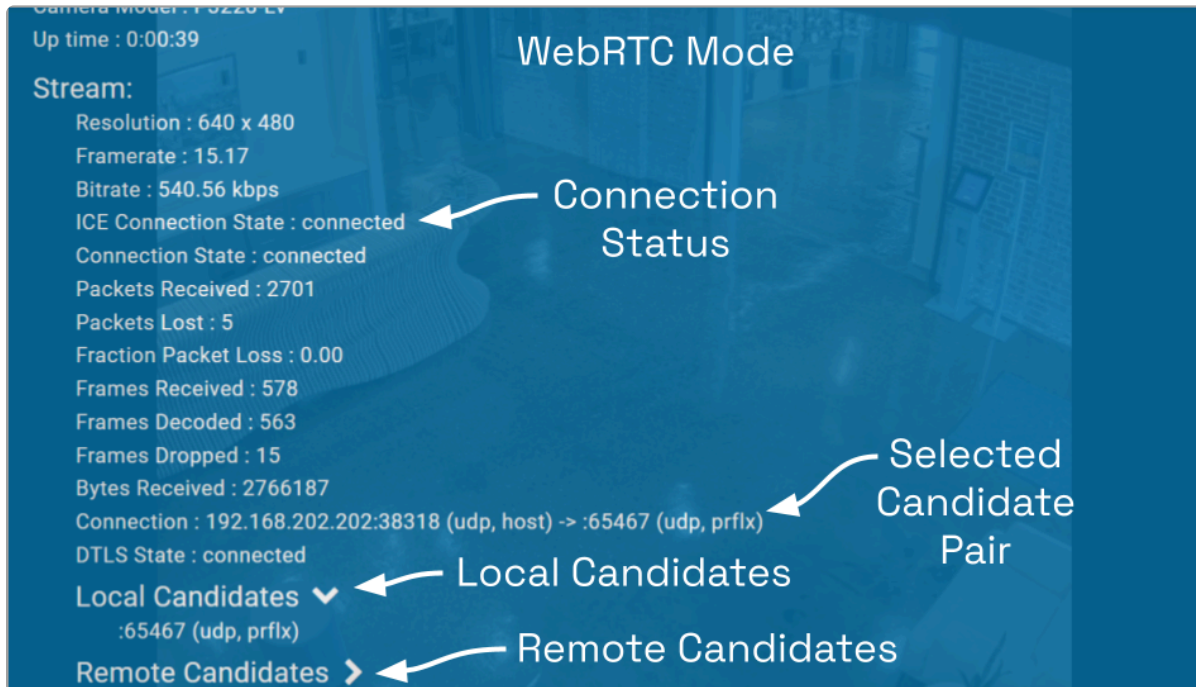 Camera Model : P3228-LV
Up time : 0:00:39
WebRTC Mode
Stream:
Resolution : 640 x 480
Framerate : 15.17
Bitrate : 540.56 kbps
ICE Connection State : connected
Connection
Status
Connection State : connected
Packets Received : 2701
Packets Lost : 5
Fraction Packet Loss : 0.00
Frames Received : 578
Frames Decoded : 563
Frames Dropped : 15
Bytes Received : 2766187
Connection : 192.168.202.202:38318 (udp, host) -> :65467 (udp, prflx)
Selected
Candidate
Pair
DTLS State : connected
Local Candidates
Local Candidates
:65467 (udp, prflx)
Remote Candidates
Remote Candidates